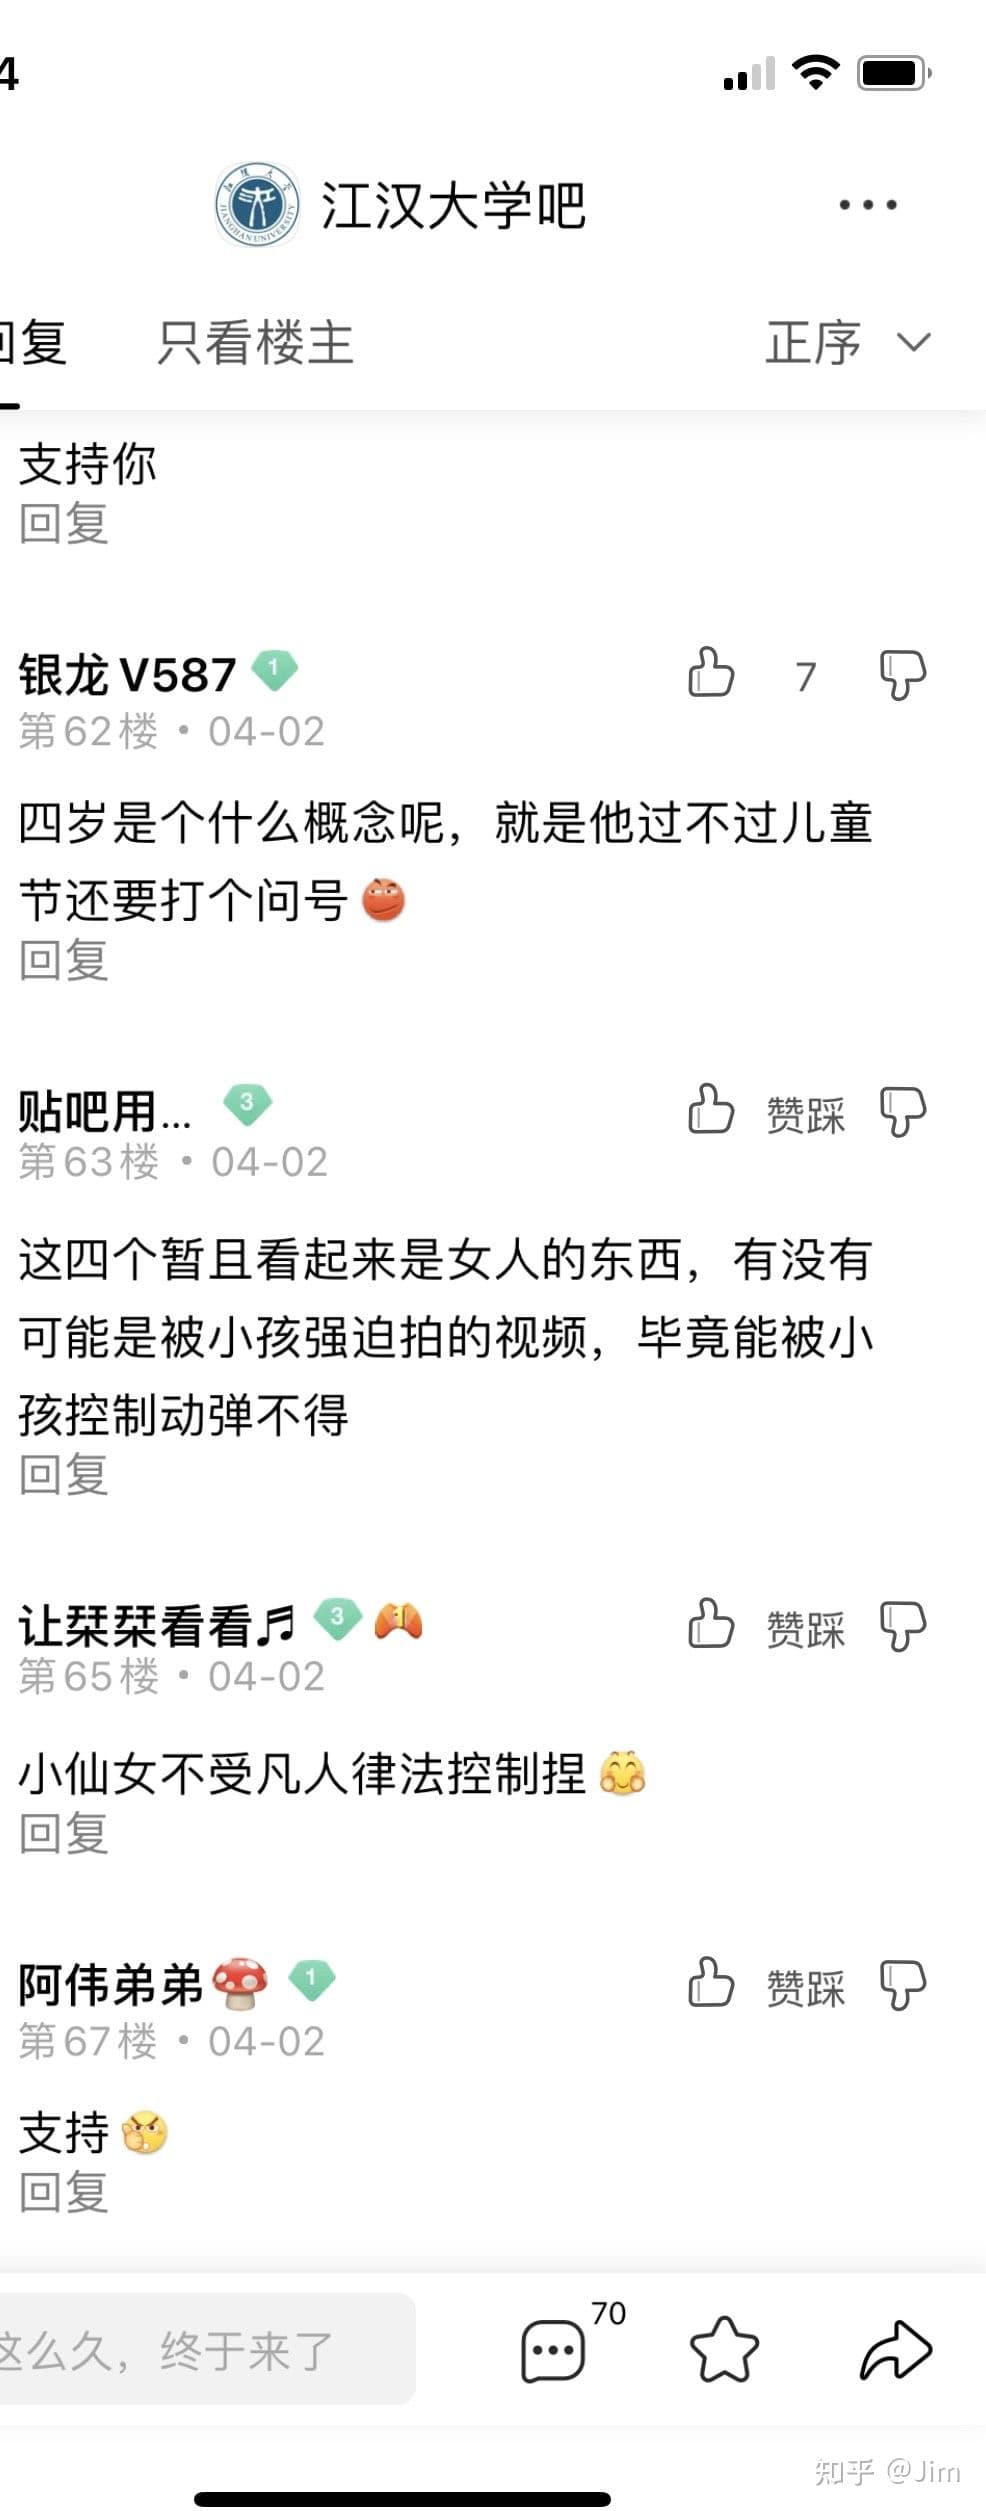 4
江汉大学吧
回复
只看楼主
正序
支持你
回复
银龙V587
1
7
第62楼·04-02
四岁是个什么概念呢，就是他过不过儿童
节还要打个问号
回复
贴吧用...
3
赞踩
第63楼·04-02
这四个暂且看起来是女人的东西，有没有
可能是被小孩强迫拍的视频，毕竟能被小
孩控制动弹不得
回复
让栞栞看看♬
3
赞踩
第65楼·04-02
小仙女不受凡人律法控制捏
回复
阿伟弟弟
1
赞踩
第67楼·04-02
支持
回复
这么久，终于来了
70
知乎 @Jim